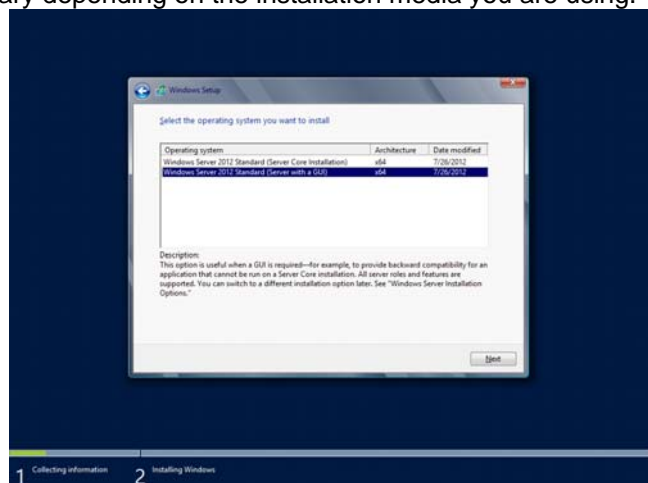 ary depending on the installation media you are using.
Windows Setup
Select the operating system you want to install
Operating system Architecture Date modified
Windows Server 2012 Standard (Server Core Installation) x64 7/26/2012
Windows Server 2012 Standard (Server with a GUI) x64 7/26/2012
Description:
This option is useful when a GUI is required—for example, to provide backward compatibility for an
application that cannot be run on a Server Core installation. All server roles and features are
supported. You can switch to a different installation option later. See "Windows Server Installation
Options."
Next
1 Collecting information 2 Installing Windows